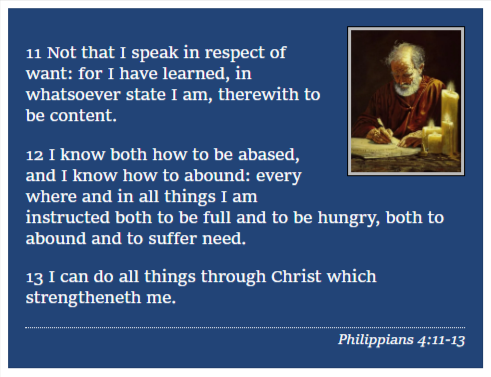 11 Not that I speak in respect of
want: for I have learned, in
whatsoever state I am, therewith to
be content.
12 I know both how to be abased,
and I know how to abound: every
where and in all things I am
instructed both to be full and to be hungry, both to
abound and to suffer need.
13 I can do all things through Christ which
strengtheneth me.
Philippians 4:11-13